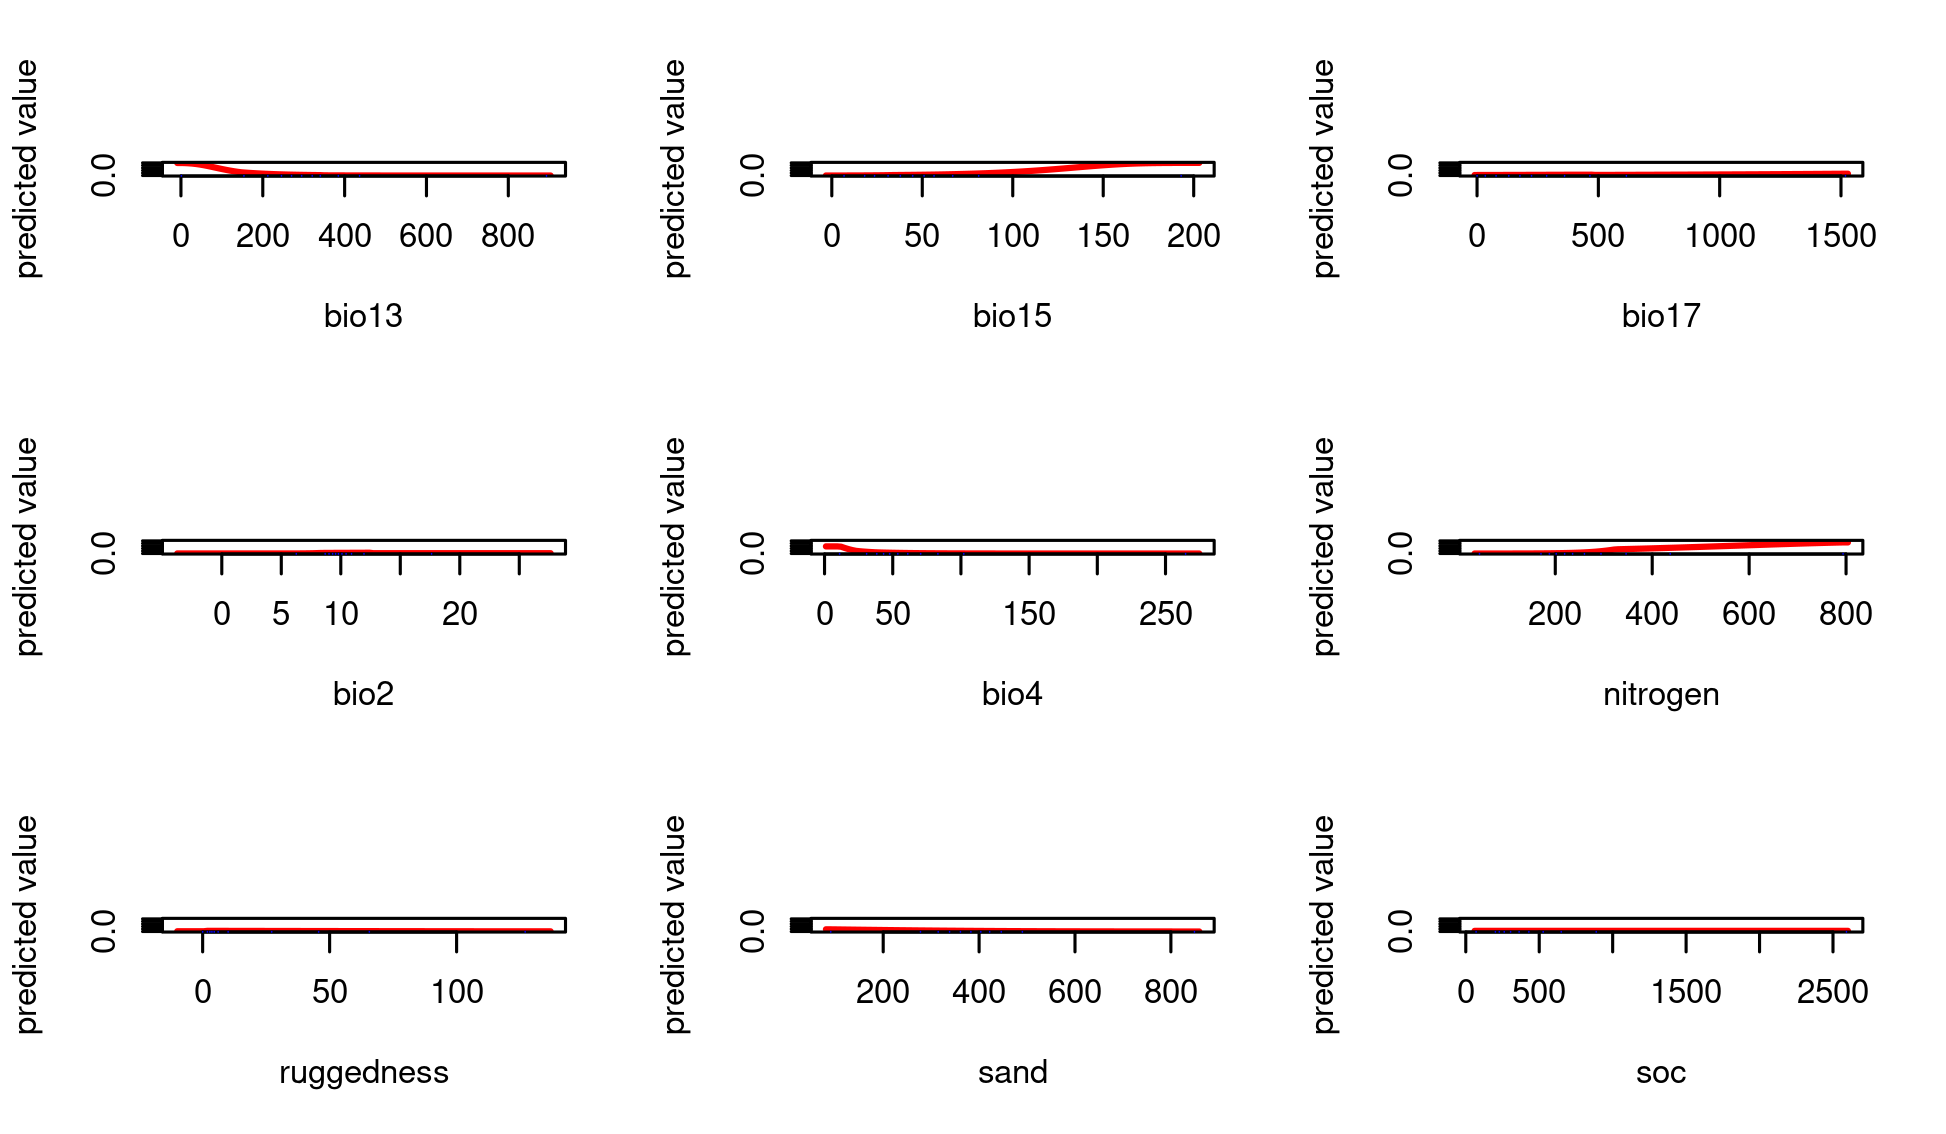 predicted value
0.0
0 200 400 600 800
bio13
predicted value
0.0
0 50 100 150 200
bio15
predicted value
0.0
0 500 1000 1500
bio17
predicted value
0.0
0 5 10 20
bio2
predicted value
0.0
0 50 150 250
bio4
predicted value
0.0
200 400 600 800
nitrogen
predicted value
0.0
0 50 100
ruggedness
predicted value
0.0
200 400 600 800
sand
predicted value
0.0
0 500 1500 2500
soc